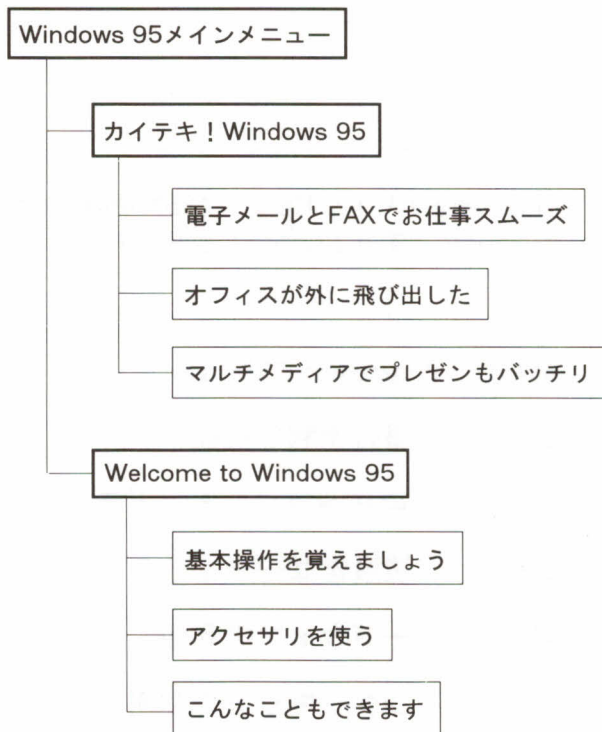 Windows 95メインメニュー
カイテキ！Windows 95
電子メールとFAXでお仕事スムーズ
オフィスが外に飛び出した
マルチメディアでプレゼンもバッチリ
Welcome to Windows 95
基本操作を覚えましょう
アクセサリを使う
こんなこともできます